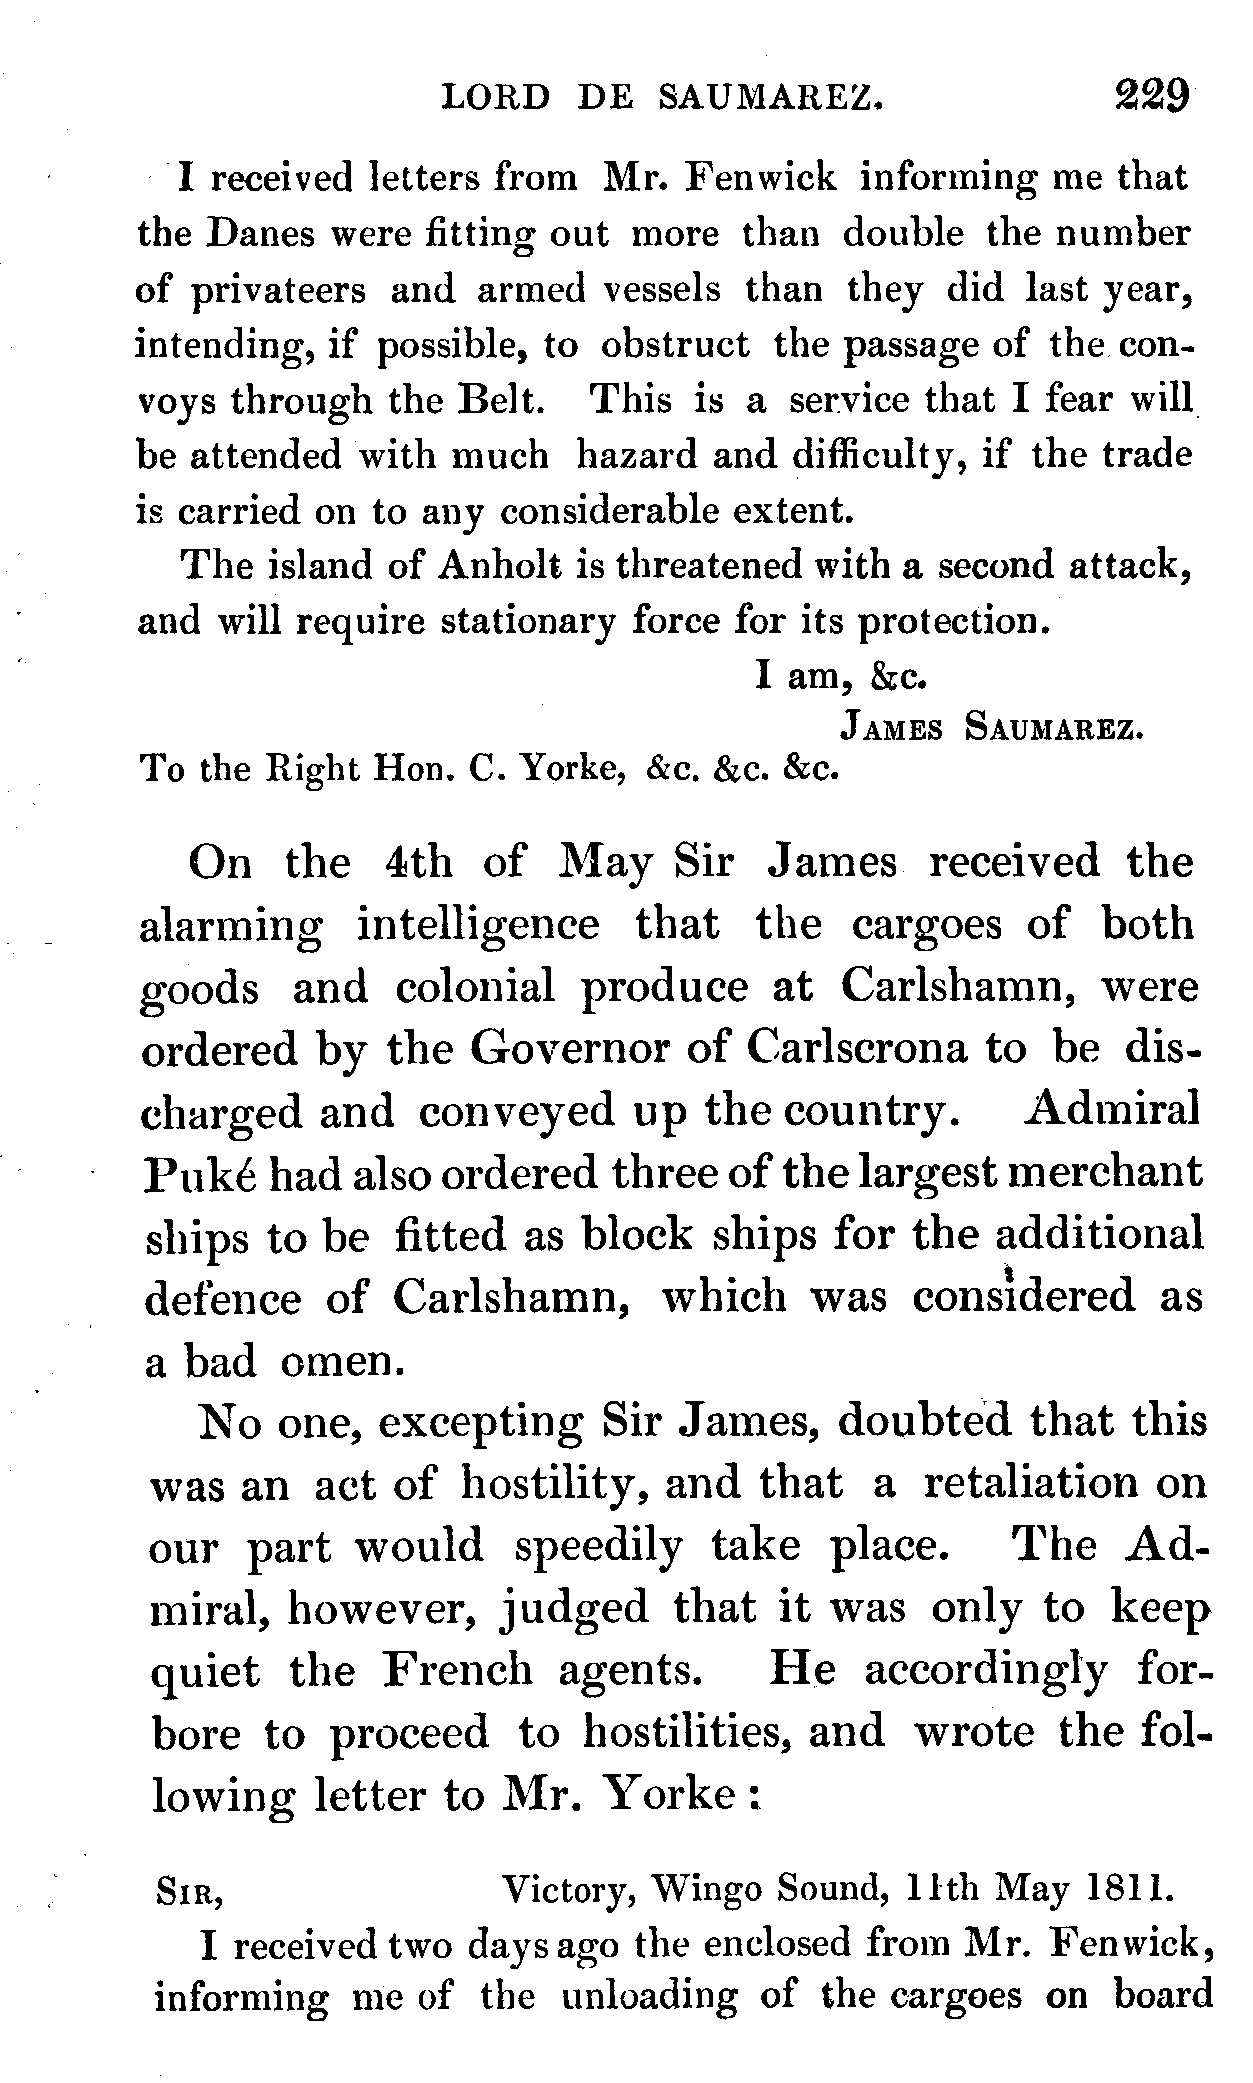 LORD DE SAUMAREZ. 229
I received letters from Mr. Fenwick informing me that
the Danes were fitting out more than double the number
of privateers and armed vessels than they did last year,
intending, if possible, to obstruct the passage of the con-
voys through the Belt. This is a service that I fear will
be attended with much hazard and difficulty, if the trade
is carried on to any considerable extent.
The island of Anholt is threatened with a second attack,
and will require stationary force for its protection.
I am, &c.
JAMES SAUMAREZ.
To the Right Hon. C. Yorke, &c. &c. &c.
On the 4th of May Sir James received the
alarming intelligence that the cargoes of both
goods and colonial produce at Carlshamn, were
ordered by the Governor of Carlscrona to be dis-
charged and conveyed up the country. Admiral
Puké had also ordered three of the largest merchant
ships to be fitted as block ships for the additional
defence of Carlshamn, which was considered as
a bad omen.
No one, excepting Sir James, doubted that this
was an act of hostility, and that a retaliation on
our part would speedily take place. The Ad-
miral, however, judged that it was only to keep
quiet the French agents. He accordingly for-
bore to proceed to hostilities, and wrote the fol-
lowing letter to Mr. Yorke :
SIR, Victory, Wingo Sound, 11th May 1811.
I received two days ago the enclosed from Mr. Fenwick,
informing me of the unloading of the cargoes on board